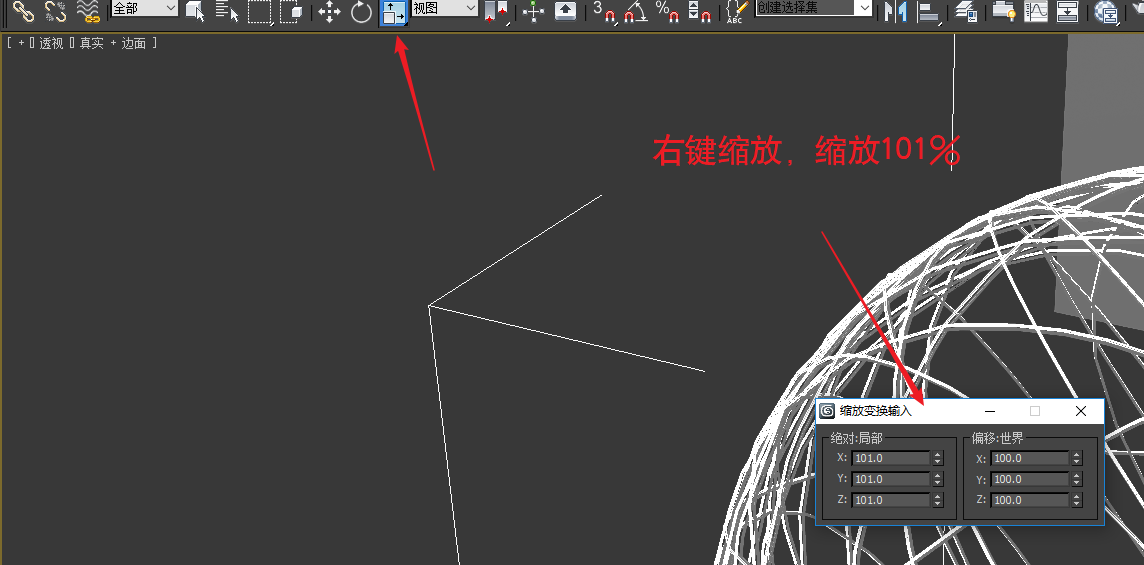 全部
视图
3
%
ABC
创建选择集
[ + ▯ 透视 ▯ 真实 + 边面 ]
右键缩放，缩放101%
缩放变换输入
绝对:局部
X: 101.0
Y: 101.0
Z: 101.0
偏移:世界
X: 100.0
Y: 100.0
Z: 100.0